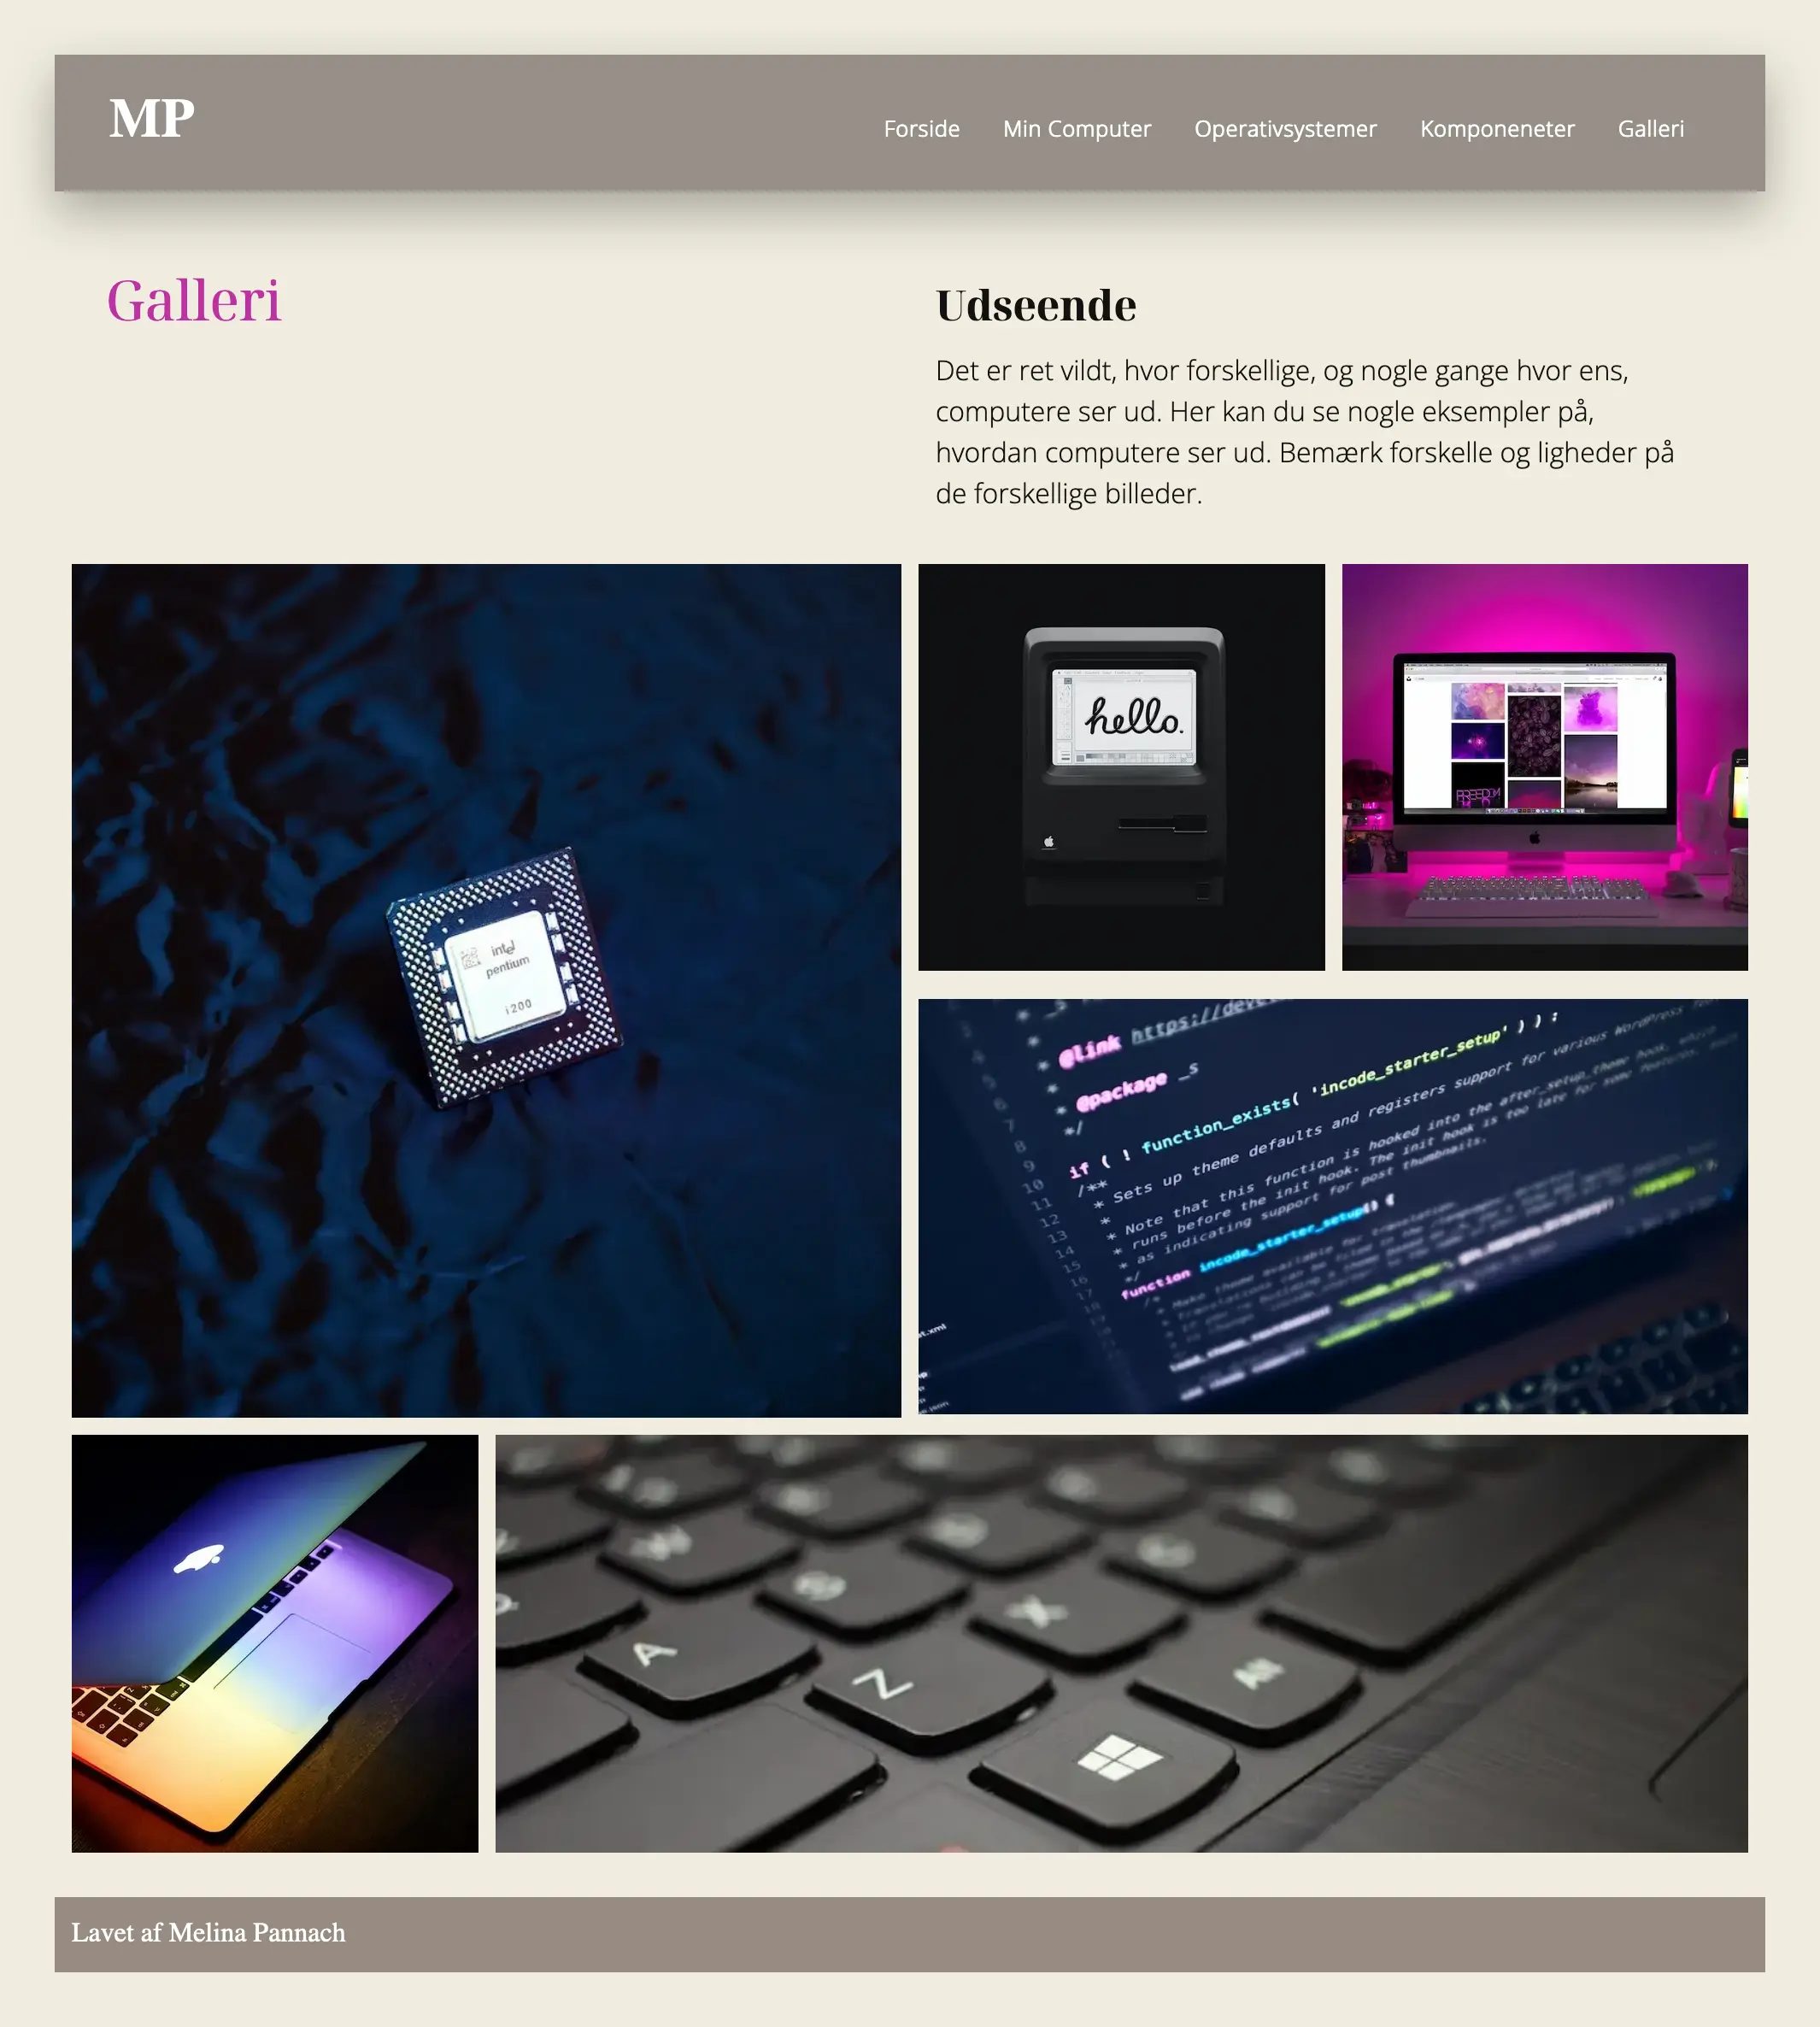 MP
Forside Min Computer Operativsystemer Komponeneter Galleri
Galleri
Udseende
Det er ret vildt, hvor forskellige, og nogle gange hvor ens,
computere ser ud. Her kan du se nogle eksempler på,
hvordan computere ser ud. Bemærk forskelle og ligheder på
de forskellige billeder.
intel
pentium
i200
hello.
FREEDOM
* @link https://deve
* @package _s
*/
if ( ! function_exists( 'incode_starter_setup' ) ) :
/**
* Sets up theme defaults and registers support for various WordPress
* Note that this function is hooked into the after_setup_theme hook, which
* runs before the init hook. The init hook is too late for some features,
* as indicating support for post thumbnails.
*/
function incode_starter_setup() {
A
Z
X
Alt
Lavet af Melina Pannach